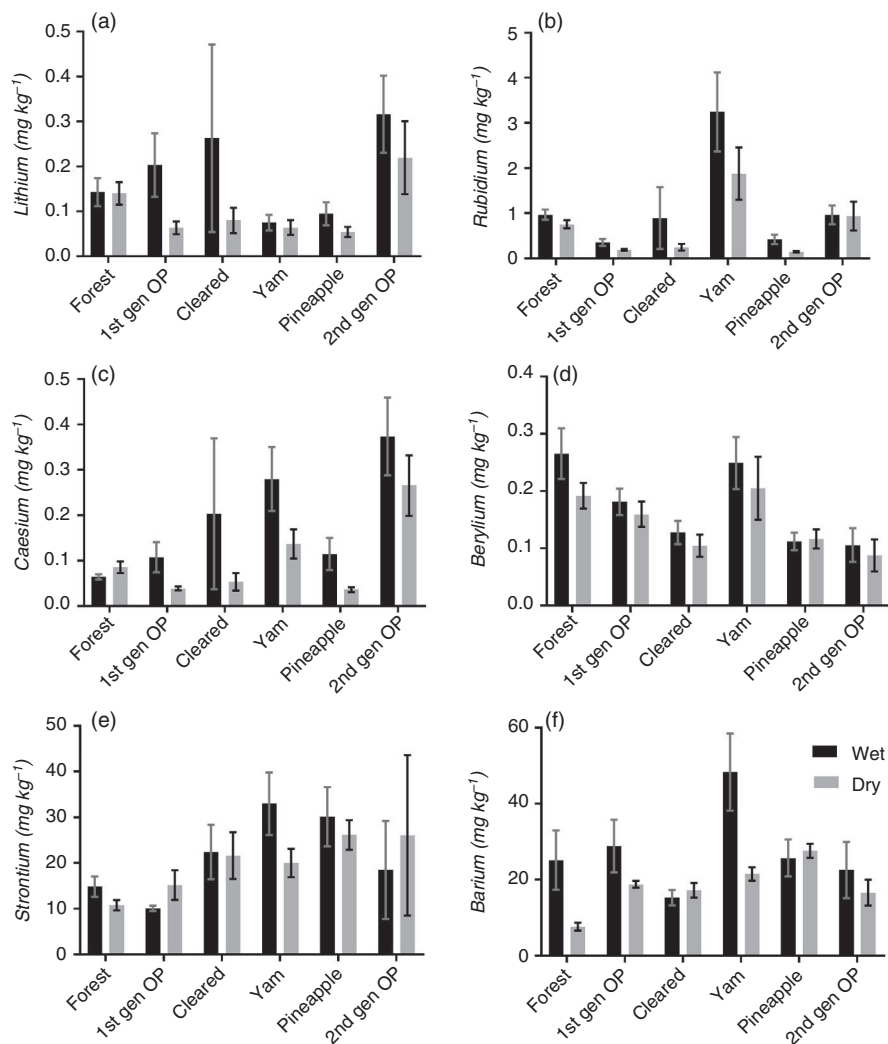 (a)
Lithium (mg kg⁻¹)
0.5
0.4
0.3
0.2
0.1
0.0
Forest
1st gen OP
Cleared
Yam
Pineapple
2nd gen OP
(b)
Rubidium (mg kg⁻¹)
5
4
3
2
1
0
Forest
1st gen OP
Cleared
Yam
Pineapple
2nd gen OP
(c)
Caesium (mg kg⁻¹)
0.5
0.4
0.3
0.2
0.1
0.0
Forest
1st gen OP
Cleared
Yam
Pineapple
2nd gen OP
(d)
Berylium (mg kg⁻¹)
0.4
0.3
0.2
0.1
0.0
Forest
1st gen OP
Cleared
Yam
Pineapple
2nd gen OP
(e)
Strontium (mg kg⁻¹)
50
40
30
20
10
0
Forest
1st gen OP
Cleared
Yam
Pineapple
2nd gen OP
(f)
Barium (mg kg⁻¹)
60
40
20
0
Forest
1st gen OP
Cleared
Yam
Pineapple
2nd gen OP
Wet
Dry